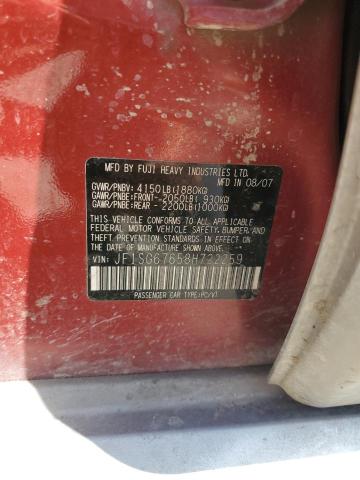 MFD BY FUJI HEAVY INDUSTRIES LTD.
MFD IN 08/07
GVWR/PNBV: 4150LB(1880KG)
GAWR/PNBE:FRONT- 2050LB( 930KG)
GAWR/PNBE:REAR - 2200LB(1000KG)
THIS VEHICLE CONFORMS TO ALL APPLICABLE
FEDERAL MOTOR VEHICLE SAFETY, BUMPER, AND
THEFT PREVENTION STANDARDS IN EFFECT ON
THE DATE OF MANUFACTURE SHOWN ABOVE.
VIN: JF1SG67658H722259
PASSENGER CAR TYPE:PC/VT